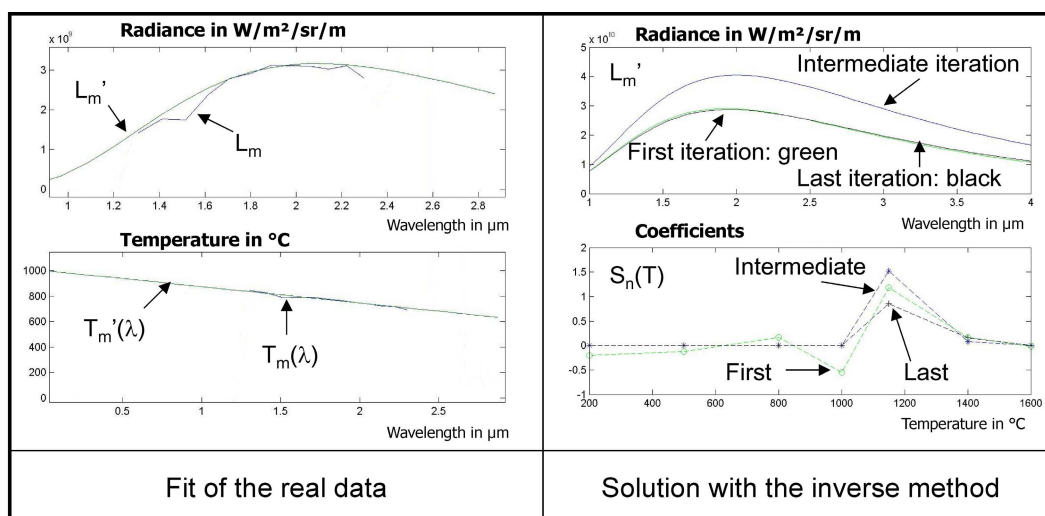 Radiance in W/m²/sr/m
x 10⁹
3
2
1
0
Lm'
Lm
1
1.2
1.4
1.6
1.8
2
2.2
2.4
2.6
2.8
Wavelength in µm
Temperature in °C
1000
800
600
400
200
0
Tm'(λ)
Tm(λ)
0.5
1
1.5
2
2.5
Wavelength in µm
Fit of the real data
Radiance in W/m²/sr/m
x 10¹⁰
5
4
3
2
1
0
Lm'
Intermediate iteration
First iteration: green
Last iteration: black
1
1.5
2
2.5
3
3.5
4
Wavelength in µm
Coefficients
2
1.5
1
0.5
0
-0.5
-1
Sn(T)
Intermediate
First
Last
200
400
600
800
1000
1200
1400
1600
Temperature in °C
Solution with the inverse method